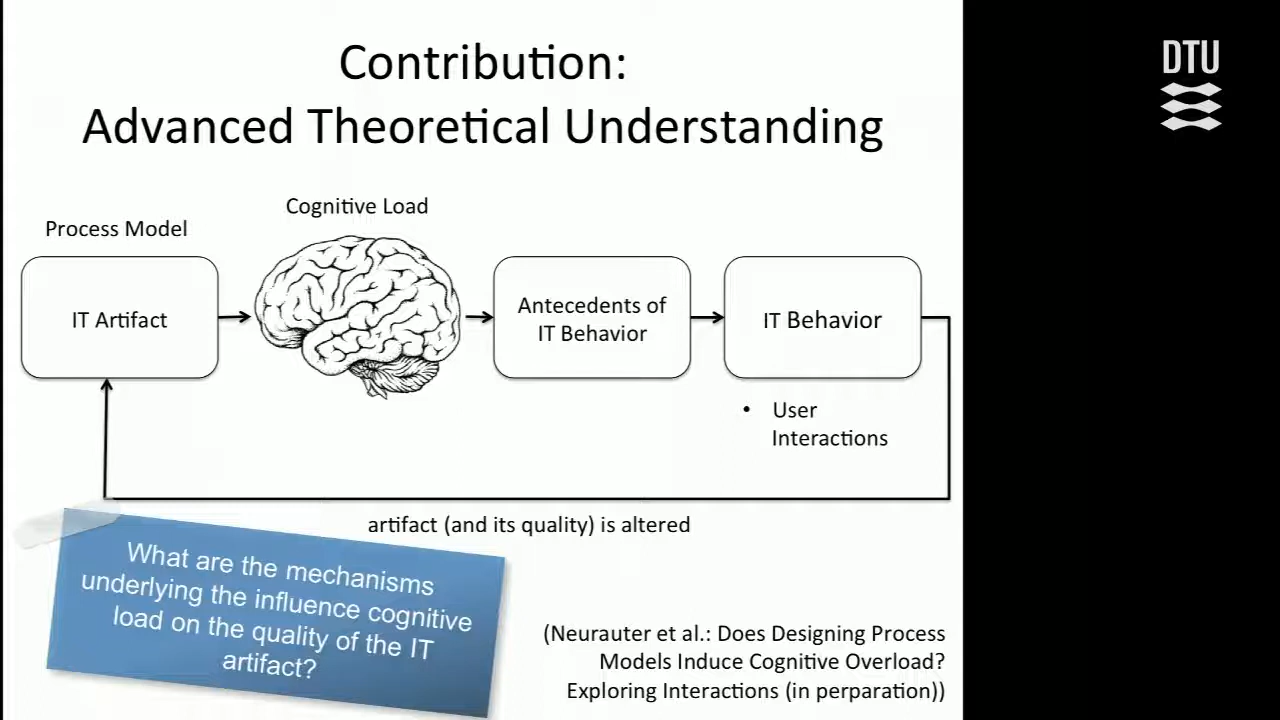 Contribution:
Advanced Theoretical Understanding
DTU
Cognitive Load
Process Model
IT Artifact
Antecedents of
IT Behavior
IT Behavior
• User
Interactions
artifact (and its quality) is altered
What are the mechanisms
underlying the influence cognitive
load on the quality of the IT
artifact?
(Neurauter et al.: Does Designing Process
Models Induce Cognitive Overload?
Exploring Interactions (in perparation))